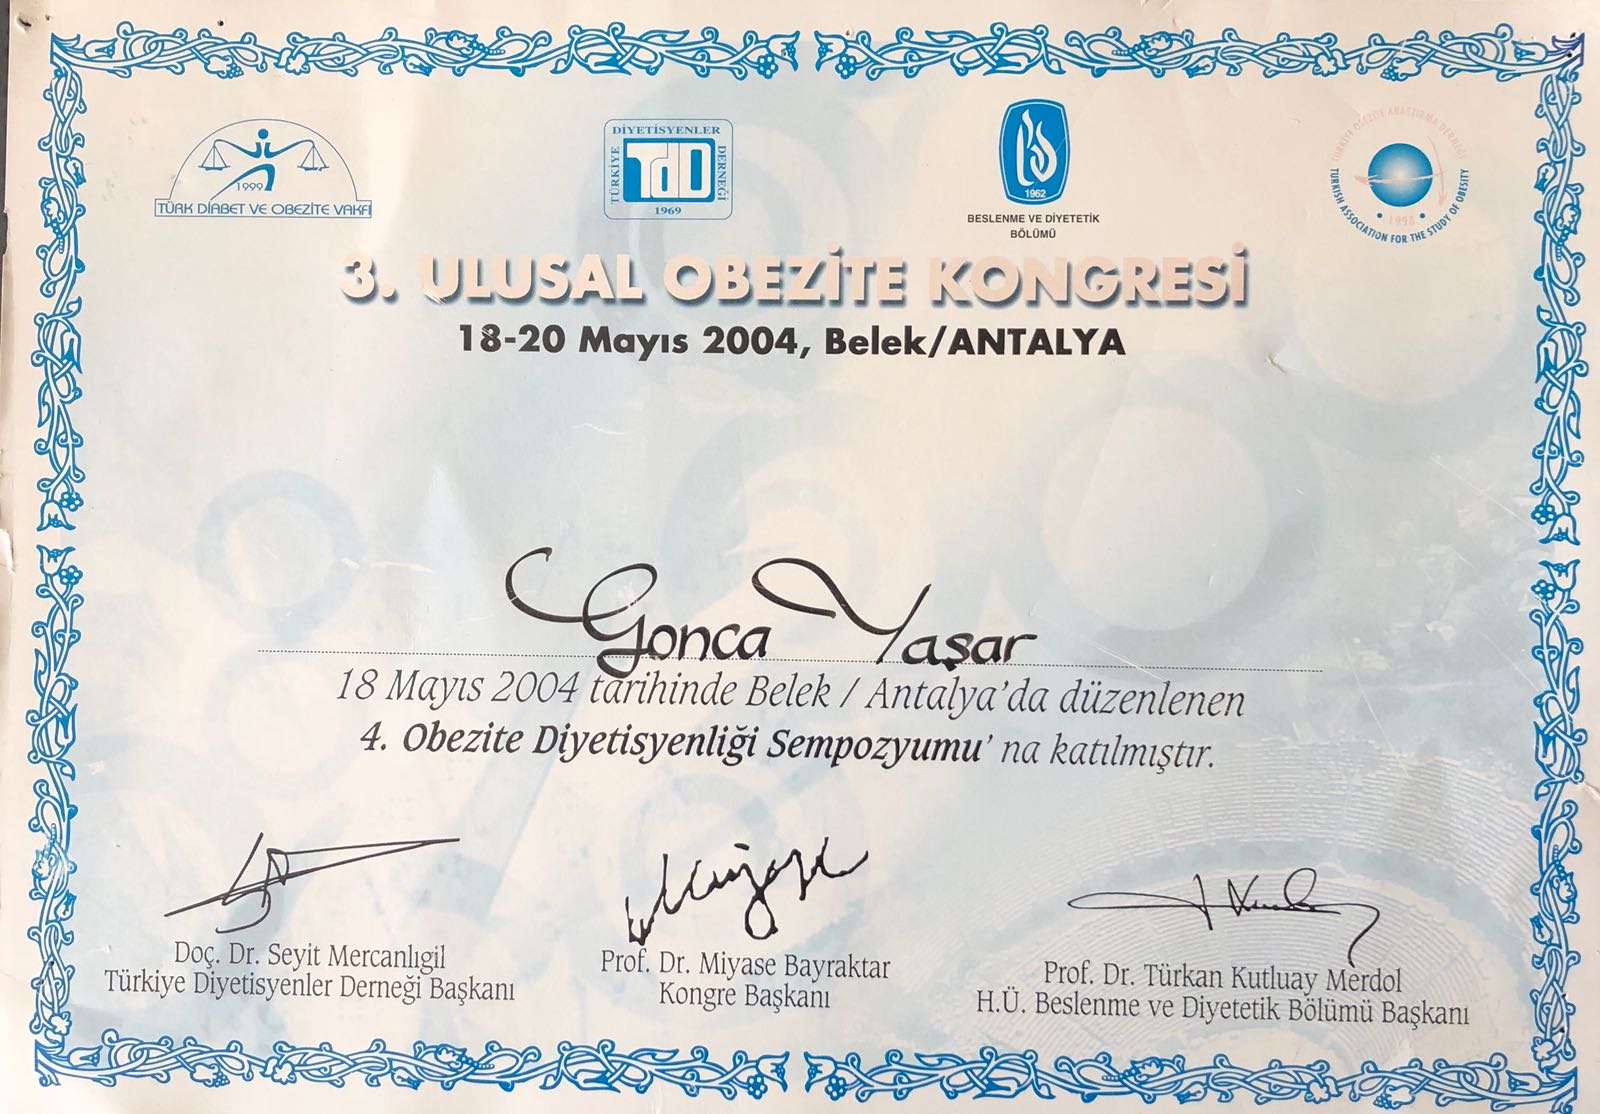 1999
TÜRK DİABET VE OBEZİTE VAKFI
DİYETİSYENLER
TÜRKİYE
TDD
DERNEĞİ
1969
1962
BESLENME VE DİYETETİK
BÖLÜMÜ
TURKISH ASSOCIATION FOR THE STUDY OF OBESITY
3. ULUSAL OBEZİTE KONGRESİ
18-20 Mayıs 2004, Belek/ANTALYA
Gonca Yaşar
18 Mayıs 2004 tarihinde Belek / Antalya'da düzenlenen
4. Obezite Diyetisyenliği Sempozyumu' na katılmıştır.
Doç. Dr. Seyit Mercanlıgil
Türkiye Diyetisyenler Derneği Başkanı
Prof. Dr. Miyase Bayraktar
Kongre Başkanı
Prof. Dr. Türkan Kutluay Merdol
H.Ü. Beslenme ve Diyetetik Bölümü Başkanı